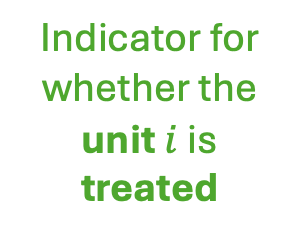 Indicator for
whether the
unit i is
treated